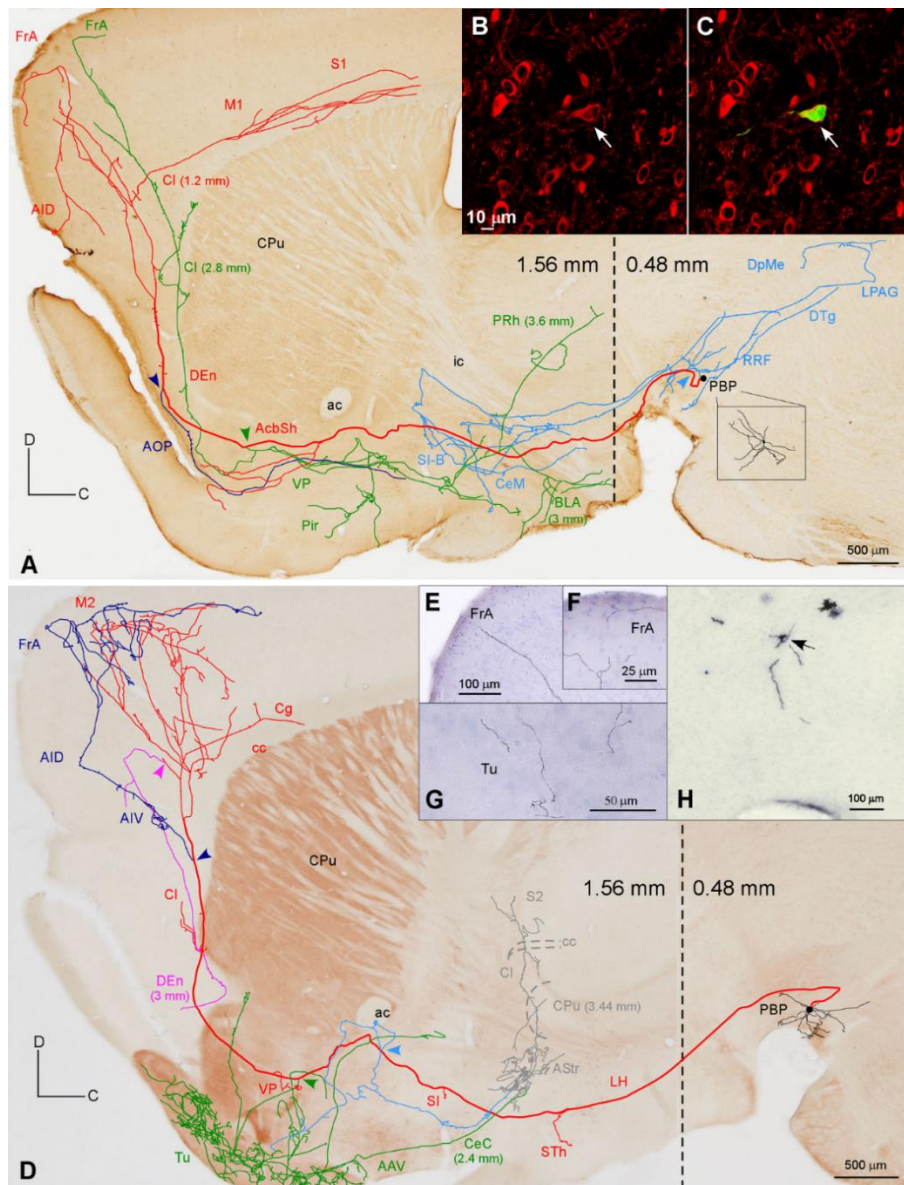 FrA
FrA
S1
M1
Cl (1.2 mm)
AID
CPu
Cl (2.8 mm)
B
C
10 µm
1.56 mm
0.48 mm
DpMe
LPAG
DTg
PRh (3.6 mm)
ic
RRF
PBP
DEn
ac
AcbSh
AOP
VP
SI-B
CeM
BLA
(3 mm)
Pir
D
C
A
500 µm
M2
FrA
Cg
cc
AID
AIV
CPu
Cl
DEn
(3 mm)
E
FrA
100 µm
F
FrA
25 µm
Tu
G
50 µm
H
100 µm
1.56 mm
0.48 mm
S2
cc
Cl
CPu (3.44 mm)
PBP
ac
AStr
LH
D
C
VP
SI
STh
CeC
(2.4 mm)
Tu
AAV
D
500 µm